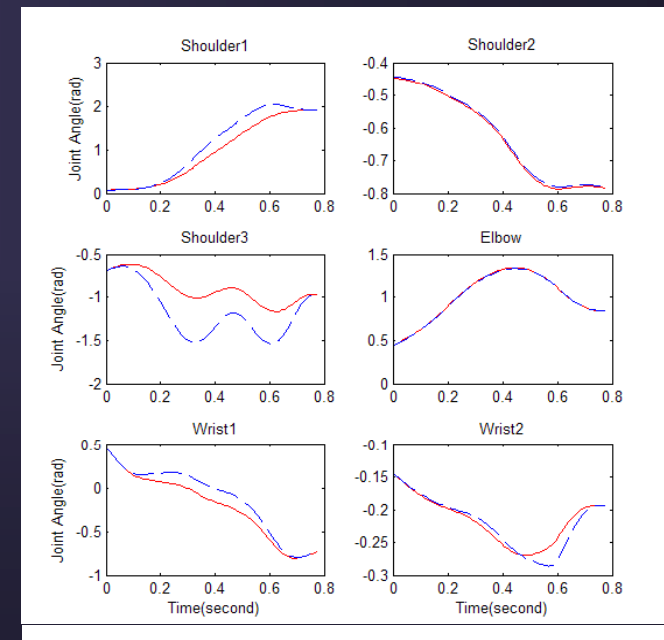 Shoulder1 Shoulder2
3 -0.4
2 -0.5
-0.6
1 -0.7
0 -0.8
0 0.2 0.4 0.6 0.8 0 0.2 0.4 0.6 0.8
Joint Angle(rad)
Shoulder3 Elbow
-0.5 1.5
-1 1
-1.5 0.5
-2 0
0 0.2 0.4 0.6 0.8 0 0.2 0.4 0.6 0.8
Joint Angle(rad)
Wrist1 Wrist2
0.5 -0.1
0 -0.15
-0.2
-0.5 -0.25
-1 -0.3
0 0.2 0.4 0.6 0.8 0 0.2 0.4 0.6 0.8
Joint Angle(rad)
Time(second) Time(second)